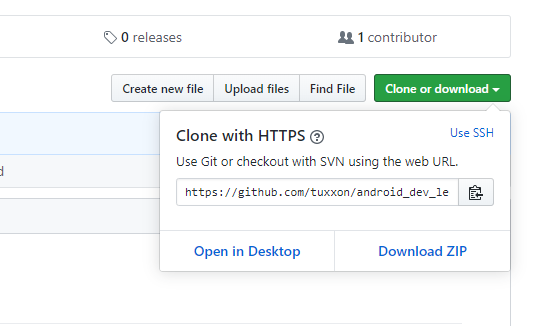 0 releases
1 contributor
Create new file
Upload files
Find File
Clone or download
Clone with HTTPS
Use SSH
Use Git or checkout with SVN using the web URL.
https://github.com/tuxxon/android_dev_le
Open in Desktop
Download ZIP